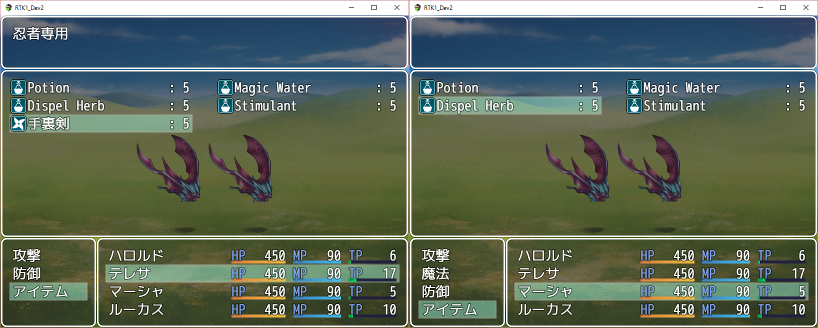 RTK1_Dev2
忍者専用
Potion : 5 Magic Water : 5
Dispel Herb : 5 Stimulant : 5
手裏剣 : 5
攻撃
防御
アイテム
ハロルド HP 450 MP 90 TP 6
テレサ HP 450 MP 90 TP 17
マーシャ HP 450 MP 90 TP 5
ルーカス HP 450 MP 90 TP 10
RTK1_Dev2
Potion : 5 Magic Water : 5
Dispel Herb : 5 Stimulant : 5
攻撃
魔法
防御
アイテム
ハロルド HP 450 MP 90 TP 6
テレサ HP 450 MP 90 TP 17
マーシャ HP 450 MP 90 TP 5
ルーカス HP 450 MP 90 TP 10